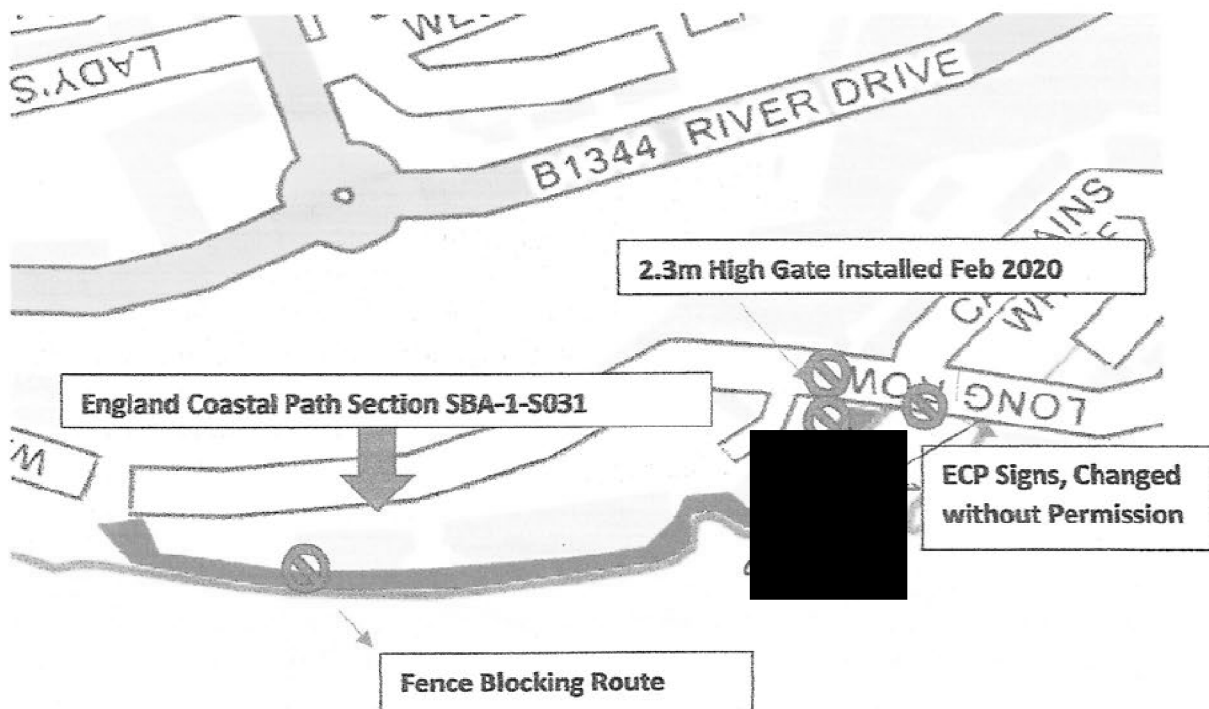 LADY'S
B1344 RIVER DRIVE
2.3m High Gate Installed Feb 2020
LONG ROW
England Coastal Path Section SBA-1-S031
ECP Signs, Changed
without Permission
Fence Blocking Route